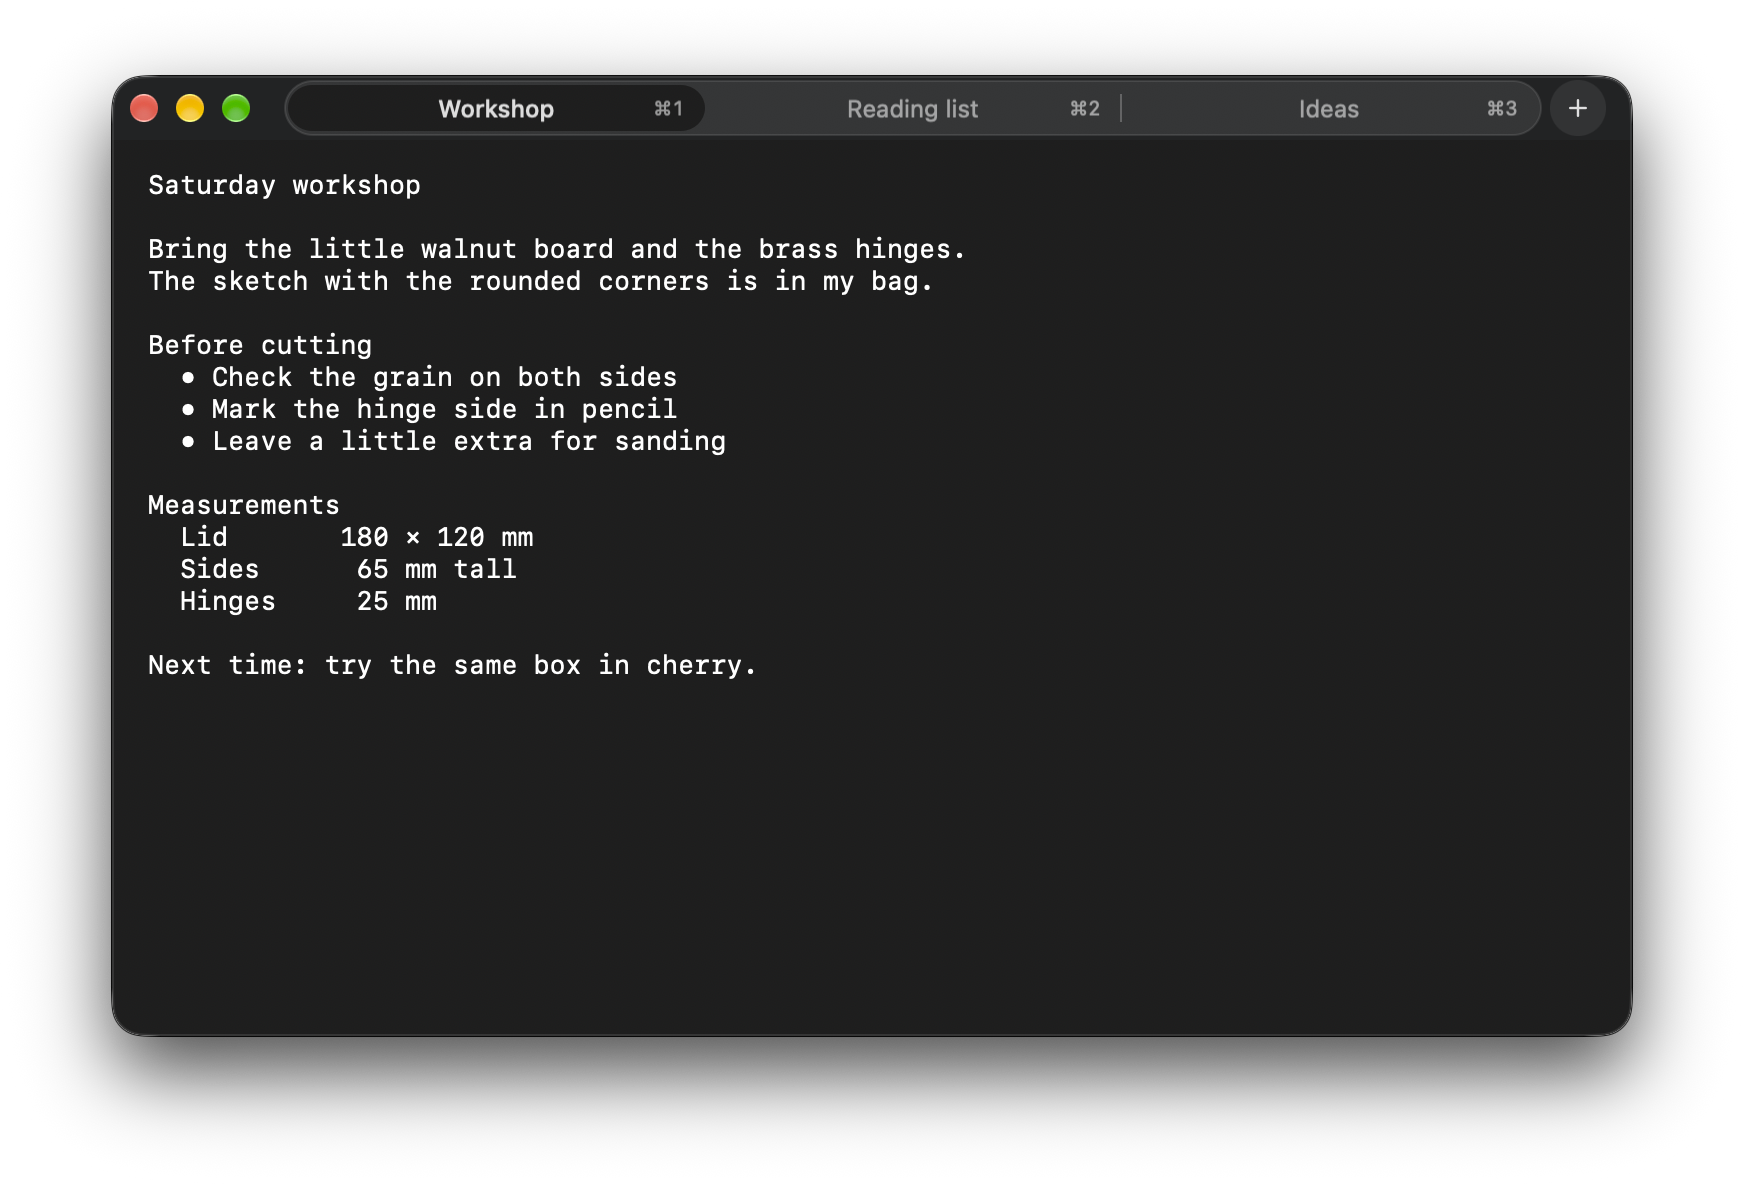 Workshop ⌘1 Reading list ⌘2 Ideas ⌘3 +
Saturday workshop
Bring the little walnut board and the brass hinges.
The sketch with the rounded corners is in my bag.
Before cutting
• Check the grain on both sides
• Mark the hinge side in pencil
• Leave a little extra for sanding
Measurements
Lid 180 × 120 mm
Sides 65 mm tall
Hinges 25 mm
Next time: try the same box in cherry.